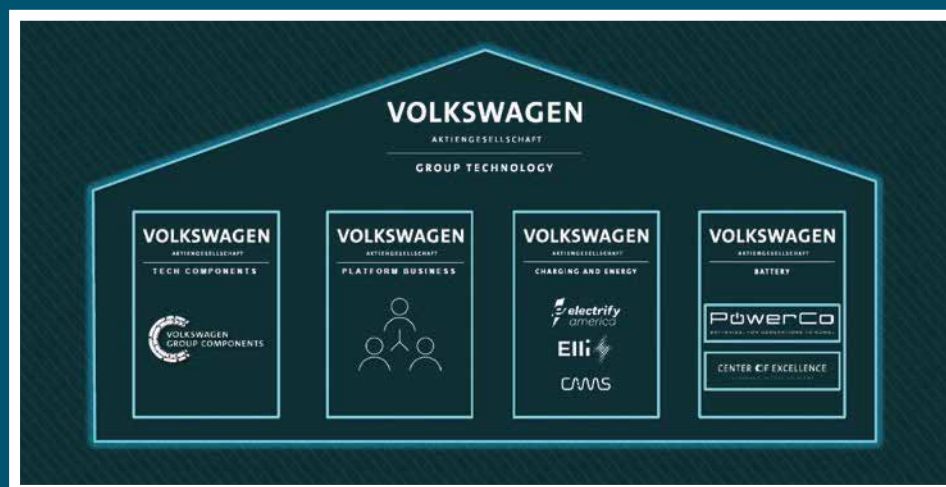 VOLKSWAGEN
AKTIENGESELLSCHAFT
GROUP TECHNOLOGY
VOLKSWAGEN
AKTIENGESELLSCHAFT
TECH COMPONENTS
VOLKSWAGEN
GROUP COMPONENTS
VOLKSWAGEN
AKTIENGESELLSCHAFT
PLATFORM BUSINESS
VOLKSWAGEN
AKTIENGESELLSCHAFT
CHARGING AND ENERGY
electrify
america
Elli
CAMS
VOLKSWAGEN
AKTIENGESELLSCHAFT
BATTERY
PowerCo
CENTER OF EXCELLENCE